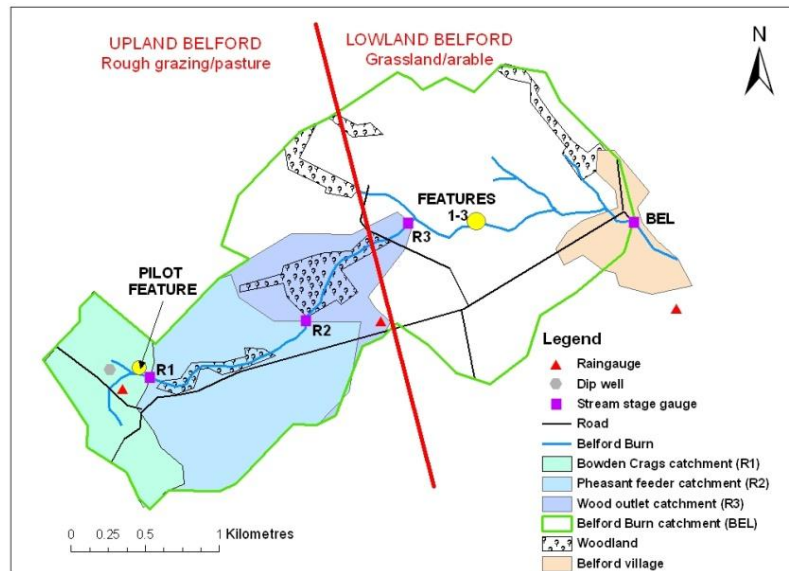 UPLAND BELFORD
Rough grazing/pasture
LOWLAND BELFORD
Grassland/arable
N
FEATURES
1-3
BEL
R3
PILOT
FEATURE
R2
R1
Legend
Raingauge
Dip well
Stream stage gauge
Road
Belford Burn
Bowden Crags catchment (R1)
Pheasant feeder catchment (R2)
Wood outlet catchment (R3)
Belford Burn catchment (BEL)
Woodland
Belford village
0 0.25 0.5 1 Kilometres